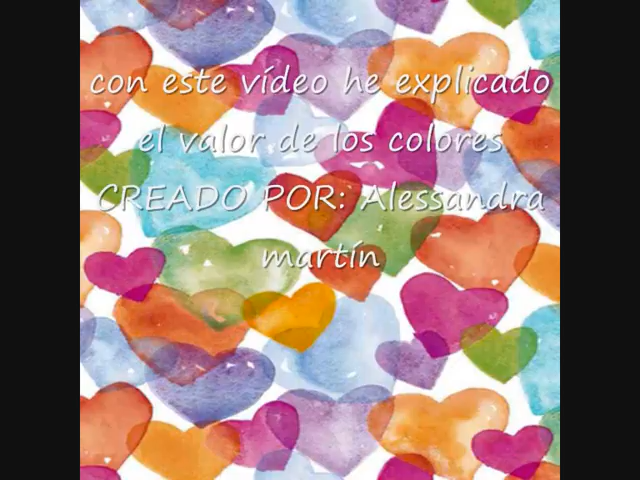 con este vídeo he explicado
el valor de los colores
CREADO POR: Alessandra
martín